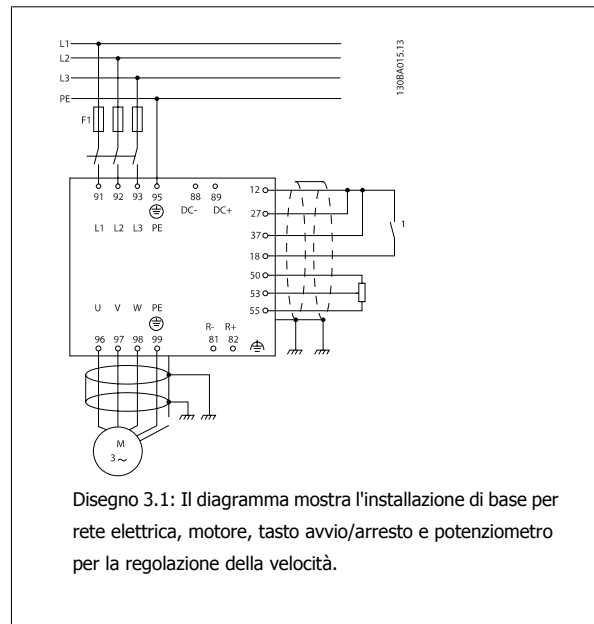 L1
L2
L3
PE
130BA015.13
F1
91 92 93 95 88 89
DC- DC+
L1 L2 L3 PE
12
27
37
18
50
53
55
1
U V W PE
R- R+
96 97 98 99 81 82
M
3 ~
Disegno 3.1: Il diagramma mostra l'installazione di base per
rete elettrica, motore, tasto avvio/arresto e potenziometro
per la regolazione della velocità.